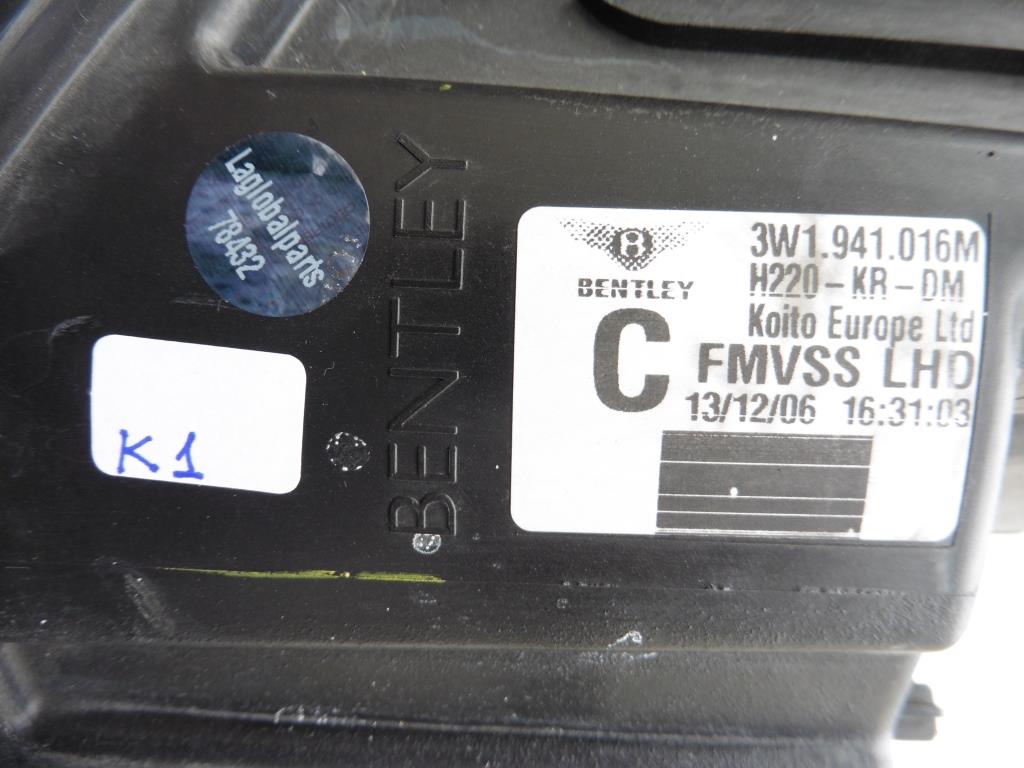 Laglobalparts
78432
K1
BENTLEY
B
BENTLEY
3W1.941.016M
H220-KR-DM
Koito Europe Ltd
C FMVSS LHD
13/12/06 16:31:03